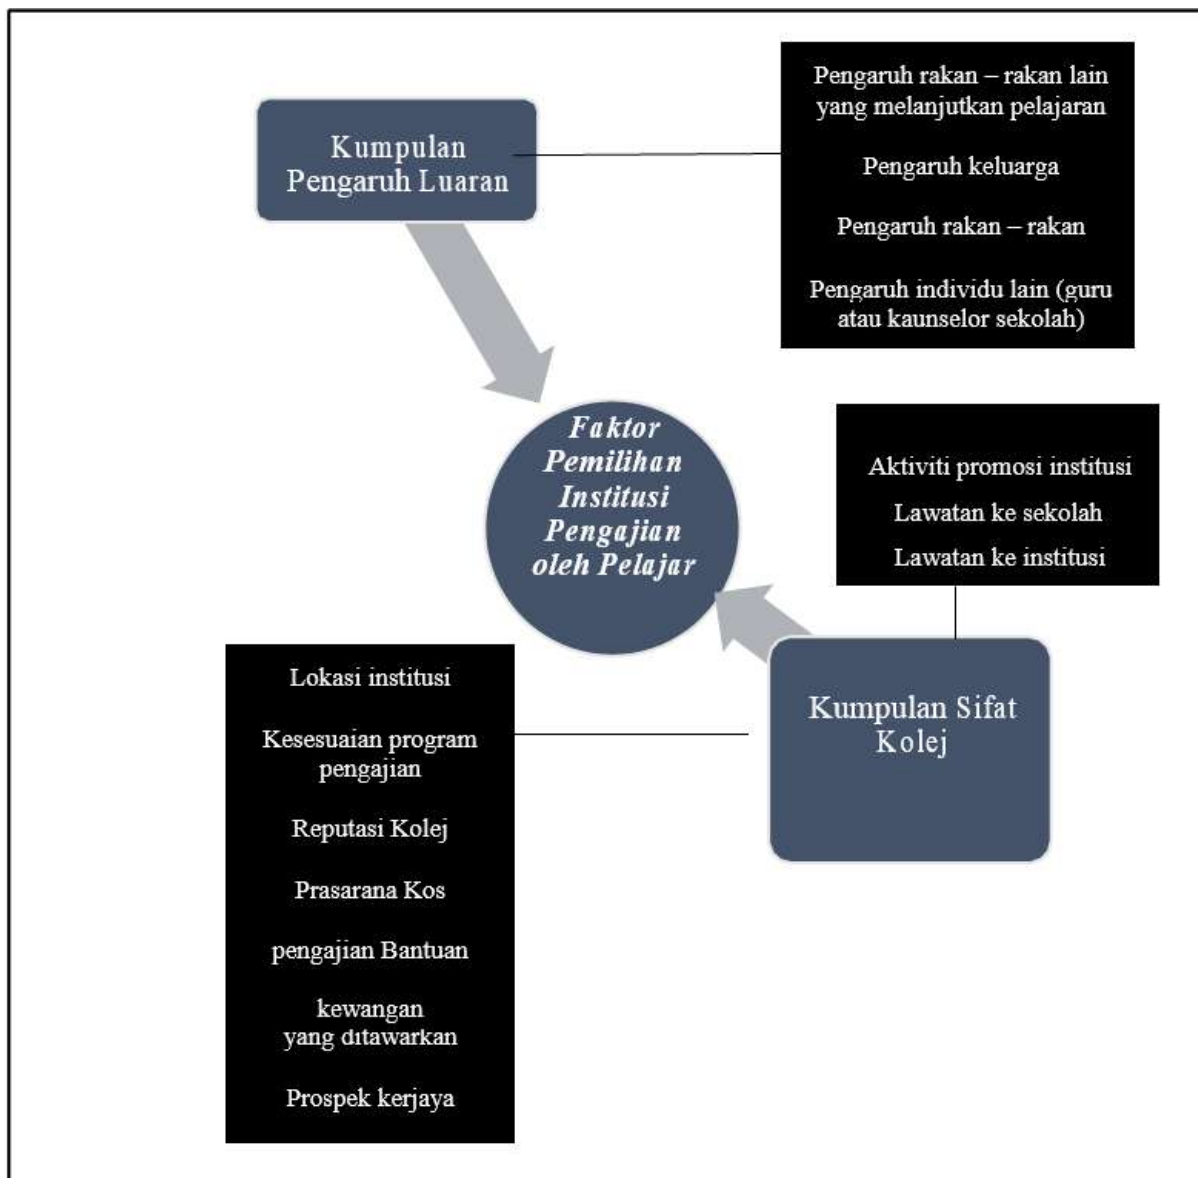 Kumpulan
Pengaruh Luaran
Pengaruh rakan – rakan lain
yang melanjutkan pelajaran
Pengaruh keluarga
Pengaruh rakan – rakan
Pengaruh individu lain (guru
atau kaunselor sekolah)
Faktor
Pemilihan
Institusi
Pengajian
oleh Pelajar
Aktiviti promosi institusi
Lawatan ke sekolah
Lawatan ke institusi
Kumpulan Sifat
Kolej
Lokasi institusi
Kesesuaian program
pengajian
Reputasi Kolej
Prasarana Kos
pengajian Bantuan
kewangan
yang ditawarkan
Prospek kerjaya